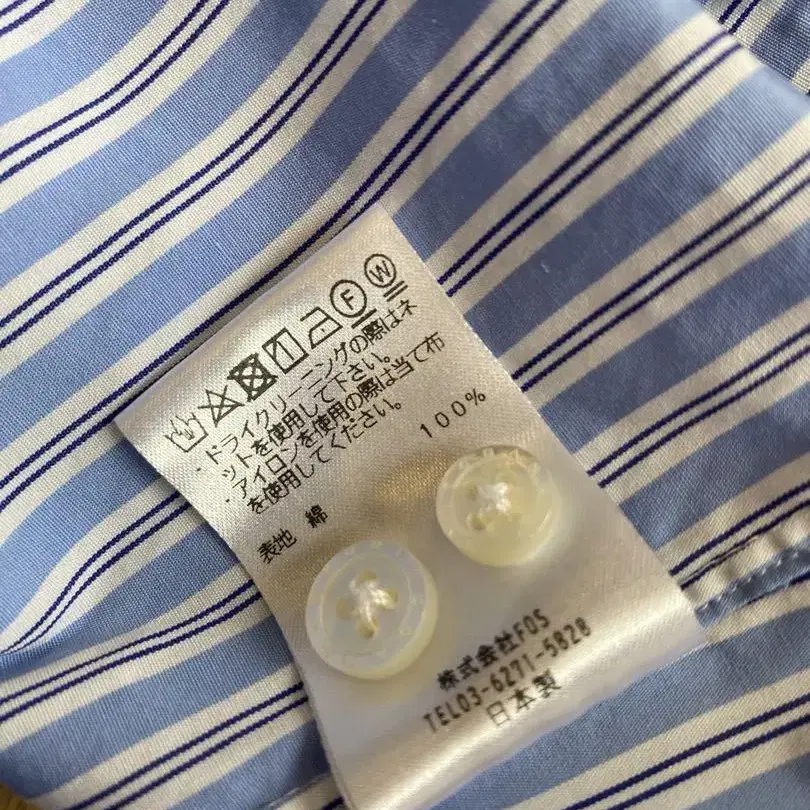 F W
・ドライクリーニングの際はネ
ットを使用して下さい。
・アイロンを使用の際は当て布
を使用してください。
表地 綿 100%
株式会社FOS
TEL03-6271-5828
日本製